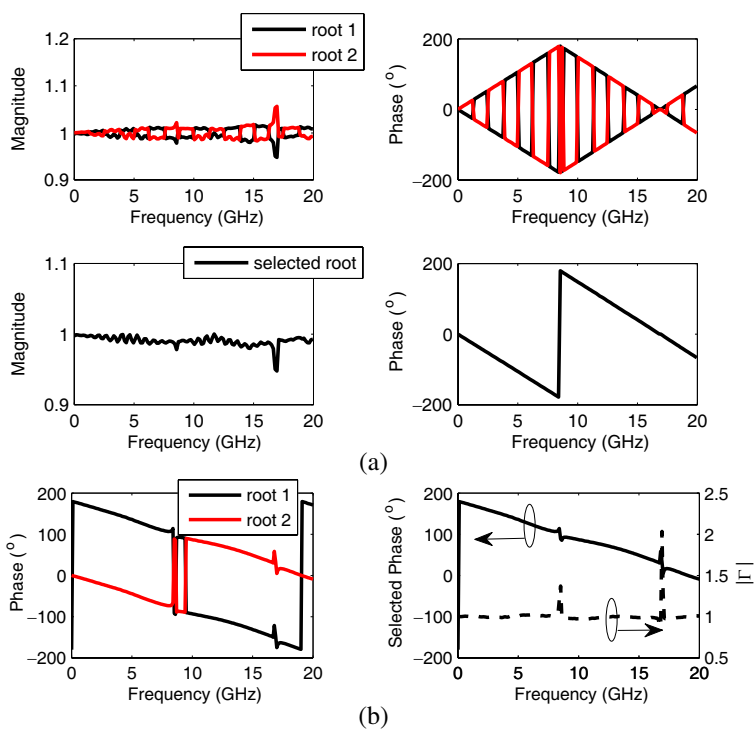 root 1
root 2
1.2
1.1
1
0.9
Magnitude
0 5 10 15 20
Frequency (GHz)
200
100
0
−100
−200
Phase (°)
0 5 10 15 20
Frequency (GHz)
selected root
1.1
1
0.9
Magnitude
0 5 10 15 20
Frequency (GHz)
200
0
−200
Phase (°)
0 5 10 15 20
Frequency (GHz)
(a)
root 1
root 2
200
100
0
−100
−200
Phase (°)
0 5 10 15 20
Frequency (GHz)
200
100
0
−100
−200
Selected Phase (°)
2.5
2
1.5
1
0.5
|Γ|
0 5 10 15 20
Frequency (GHz)
(b)